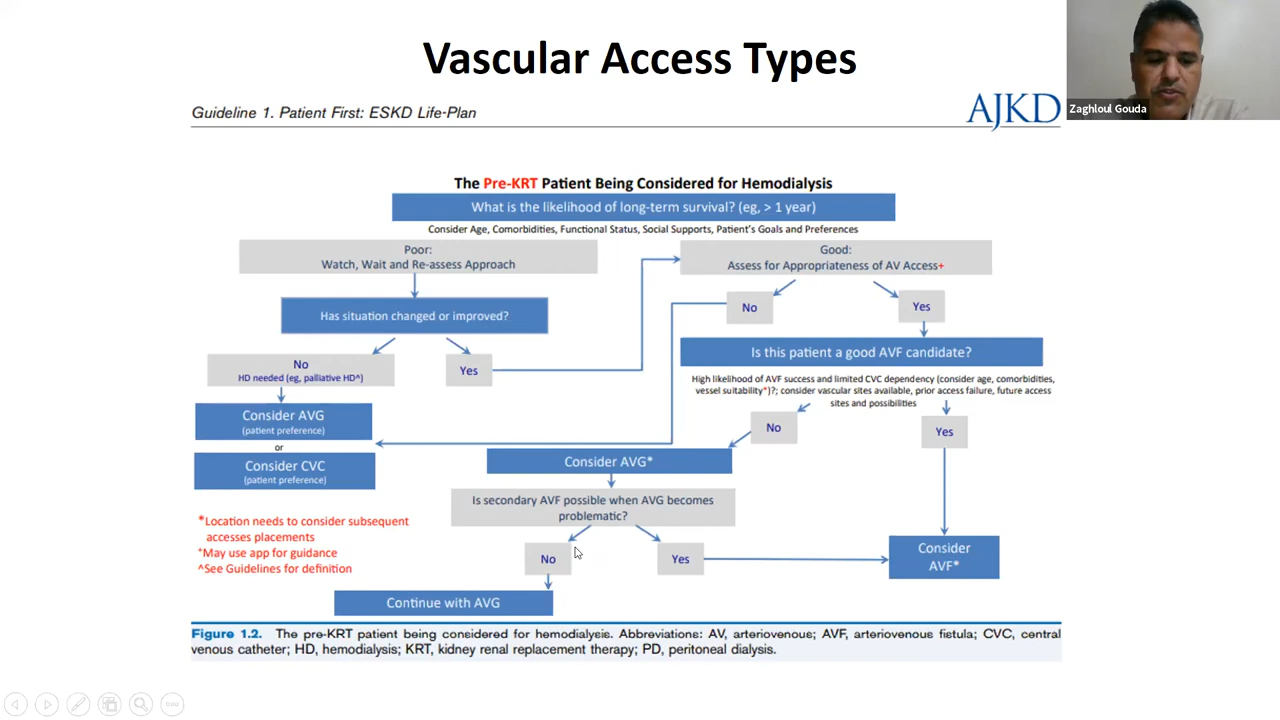 Vascular Access Types
Zaghloul Gouda
Guideline 1. Patient First: ESKD Life-Plan
AJKD
The Pre-KRT Patient Being Considered for Hemodialysis
What is the likelihood of long-term survival? (eg, > 1 year)
Consider Age, Comorbidities, Functional Status, Social Supports, Patient's Goals and Preferences
Poor:
Watch, Wait and Re-assess Approach
Good:
Assess for Appropriateness of AV Access+
Has situation changed or improved?
No
Yes
Is this patient a good AVF candidate?
No
HD needed (eg, palliative HD^)
Yes
High likelihood of AVF success and limited CVC dependency (consider age, comorbidities,
vessel suitability*)?; consider vascular sites available, prior access failure, future access
sites and possibilities
Consider AVG
(patient preference)
or
Consider CVC
(patient preference)
No
Yes
Consider AVG*
Is secondary AVF possible when AVG becomes
problematic?
No
Yes
Consider
AVF*
Continue with AVG
*Location needs to consider subsequent
accesses placements
+May use app for guidance
^See Guidelines for definition
Figure 1.2. The pre-KRT patient being considered for hemodialysis. Abbreviations: AV, arteriovenous; AVF, arteriovenous fistula; CVC, central
venous catheter; HD, hemodialysis; KRT, kidney renal replacement therapy; PD, peritoneal dialysis.